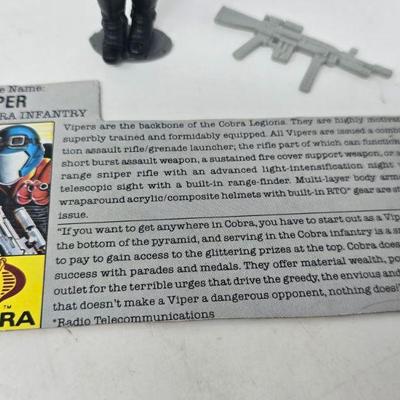 e Name:
PER
RA INFANTRY
Vipers are the backbone of the Cobra Legions. They are highly motiva
superbly trained and formidably equipped. All Vipers are issued a comb
tion assault rifle/grenade launcher; the rifle part of which can function
short burst assault weapon, a sustained fire cover support weapon, or a
range sniper rifle with an advanced light-intensification night
telescopic sight with a built-in range-finder. Multi-layer body arm
wraparound acrylic/composite helmets with built-in RTO* gear are st
issue.
"If you want to get anywhere in Cobra, you have to start out as a Vip
the bottom of the pyramid, and serving in the Cobra infantry is a sm
to pay to gain access to the glittering prizes at the top. Cobra does
success with parades and medals. They offer material wealth, po
outlet for the terrible urges that drive the greedy, the envious and
that doesn't make a Viper a dangerous opponent, nothing does!
*Radio Telecommunications
TM
RA